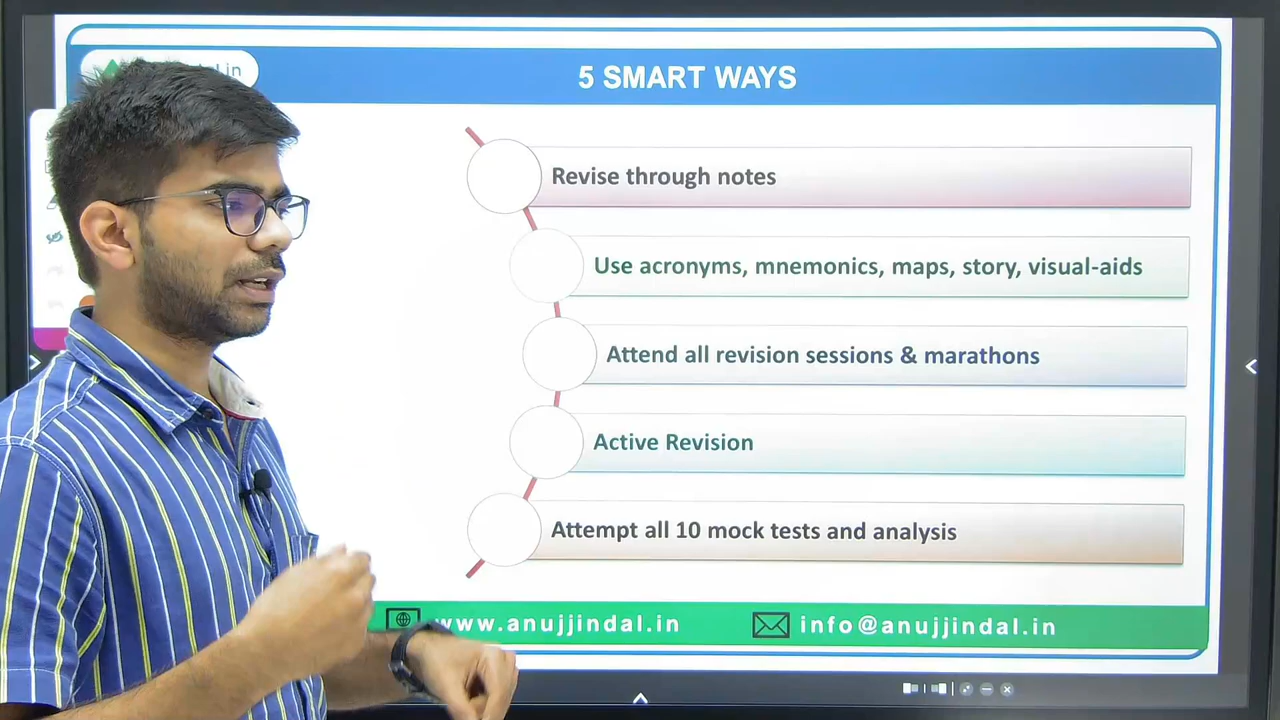 5 SMART WAYS
Revise through notes
Use acronyms, mnemonics, maps, story, visual-aids
Attend all revision sessions & marathons
Active Revision
Attempt all 10 mock tests and analysis
www.anujjindal.in
info@anujjindal.in